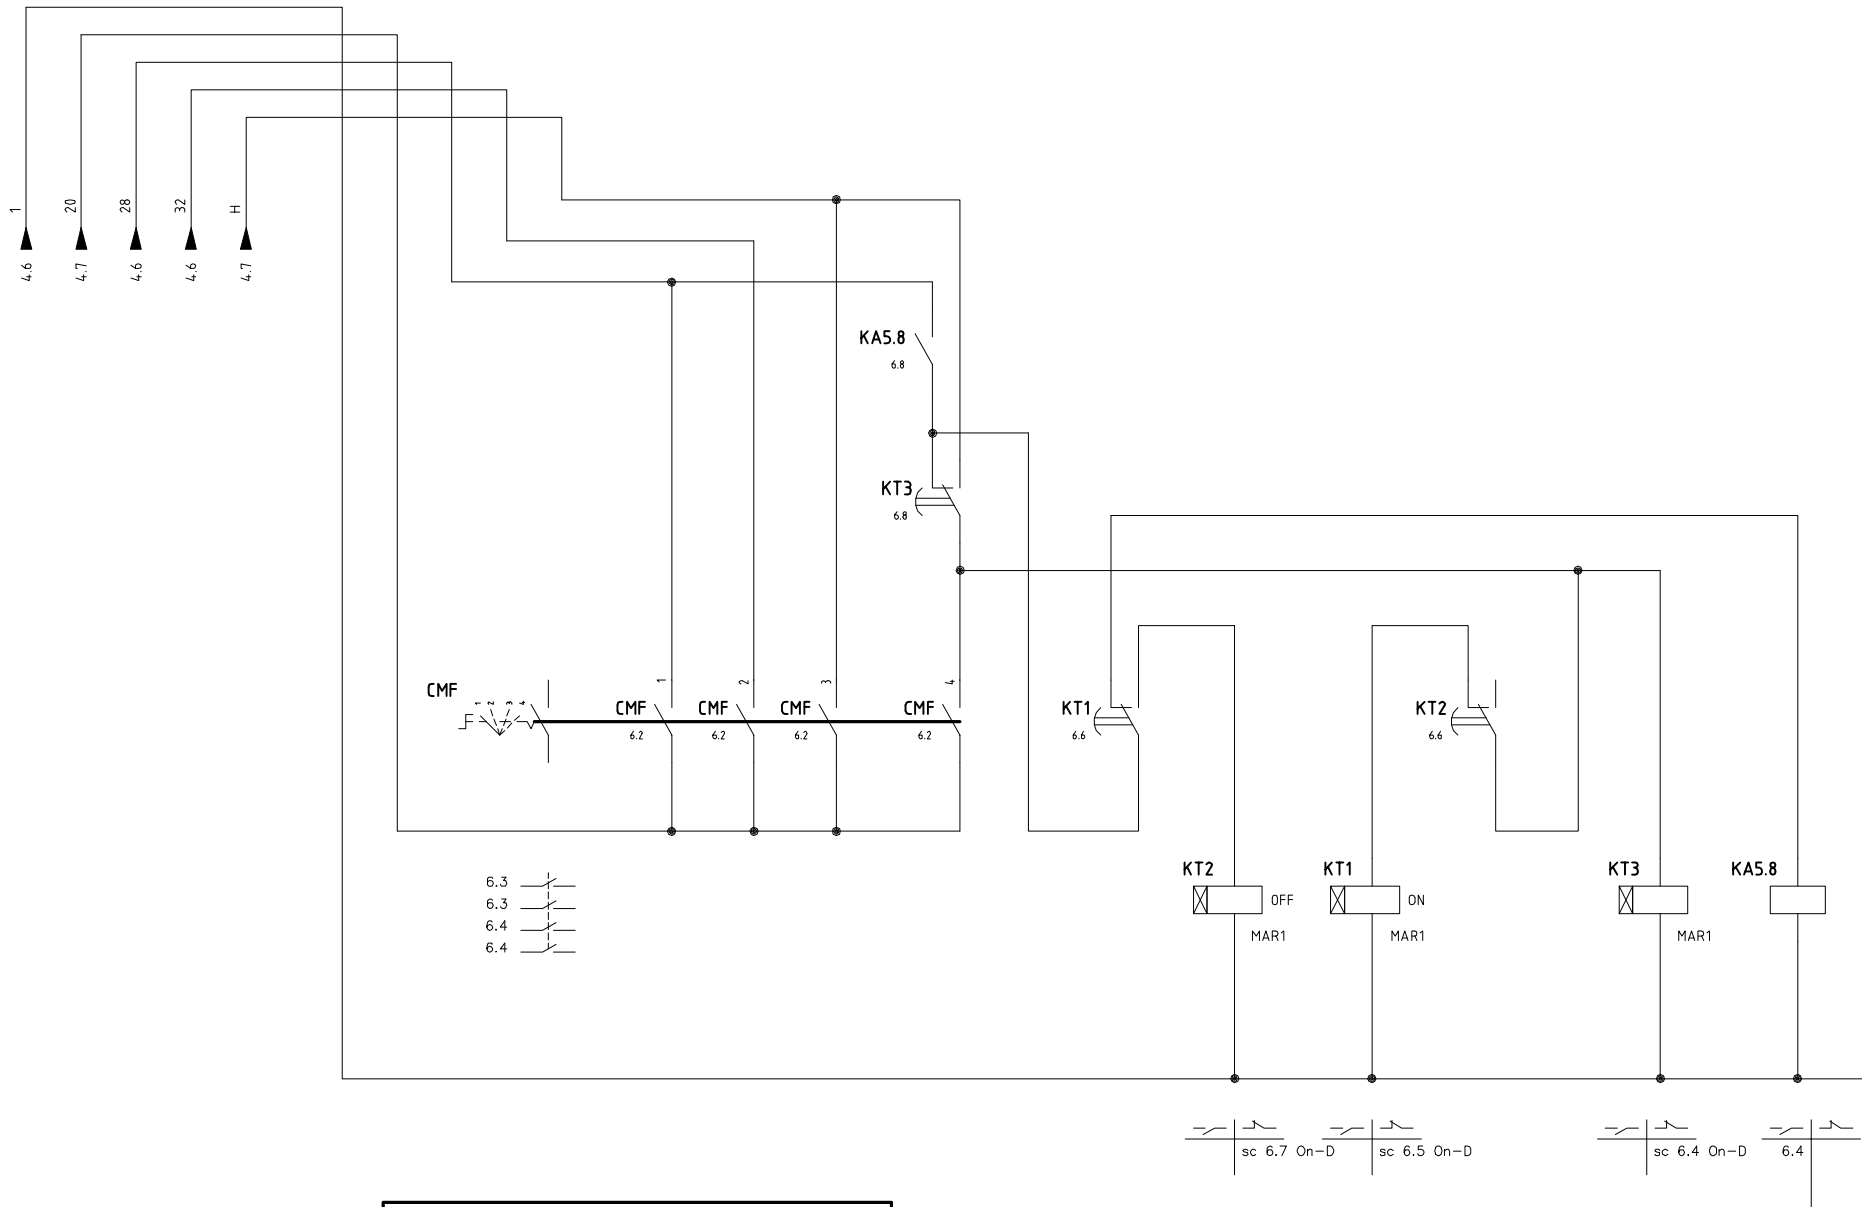 1 20 28 32 H
4.6 4.7 4.6 4.6 4.7
KA5.8
6.8
KT3
6.8
CMF
1 2 3 4
1 2 3 4
CMF CMF CMF CMF
6.2 6.2 6.2 6.2
KT1
6.6
KT2
6.6
6.3
6.3
6.4
6.4
KT2 KT1 KT3 KA5.8
OFF ON
MAR1 MAR1 MAR1
sc 6.7 On-D sc 6.5 On-D sc 6.4 On-D 6.4